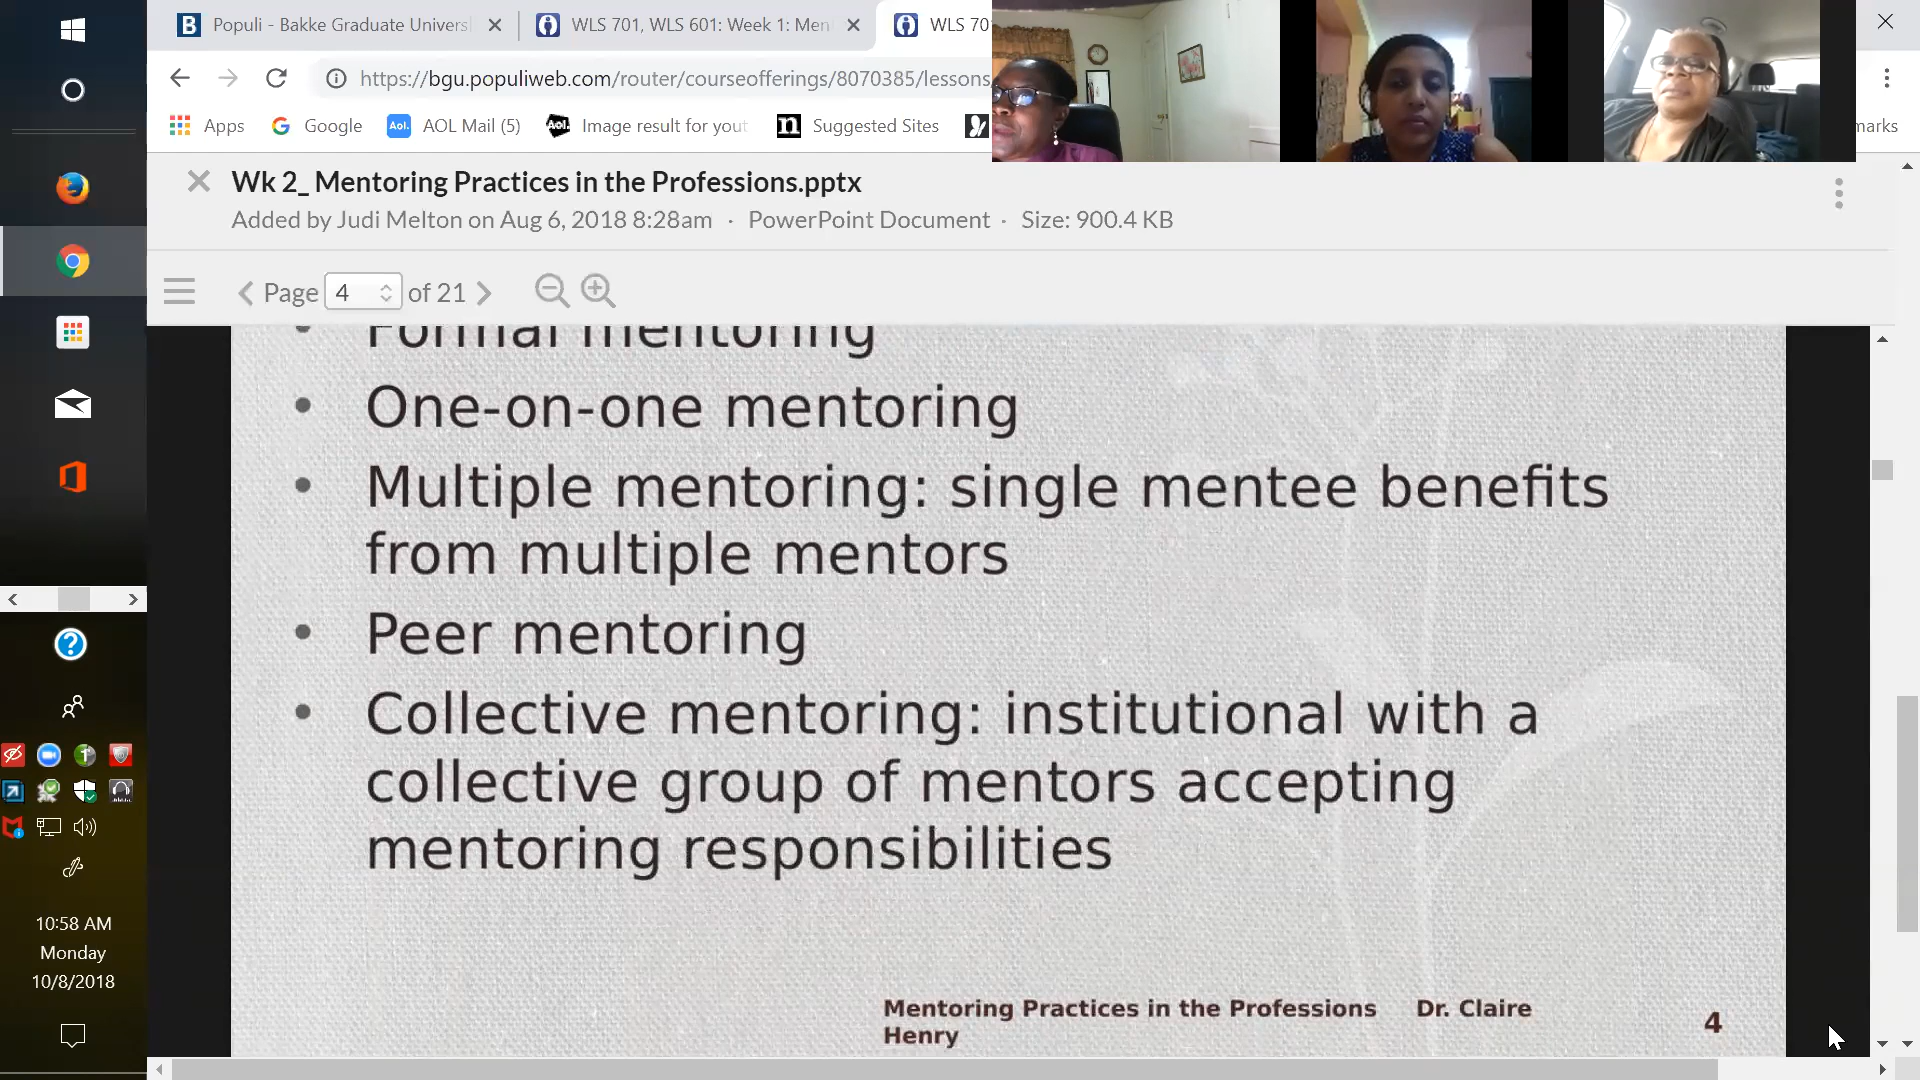 Populi - Bakke Graduate Univers
WLS 701, WLS 601: Week 1: Men
WLS 70
https://bgu.populiweb.com/router/courseofferings/8070385/lessons
Apps
Google
Aol.
AOL Mail (5)
Aol.
Image result for yout
Suggested Sites
marks
Wk 2_ Mentoring Practices in the Professions.pptx
Added by Judi Melton on Aug 6, 2018 8:28am · PowerPoint Document · Size: 900.4 KB
Page 4 of 21
• Formal mentoring
• One-on-one mentoring
• Multiple mentoring: single mentee benefits
from multiple mentors
• Peer mentoring
• Collective mentoring: institutional with a
collective group of mentors accepting
mentoring responsibilities
Mentoring Practices in the Professions Dr. Claire
Henry
4
10:58 AM
Monday
10/8/2018